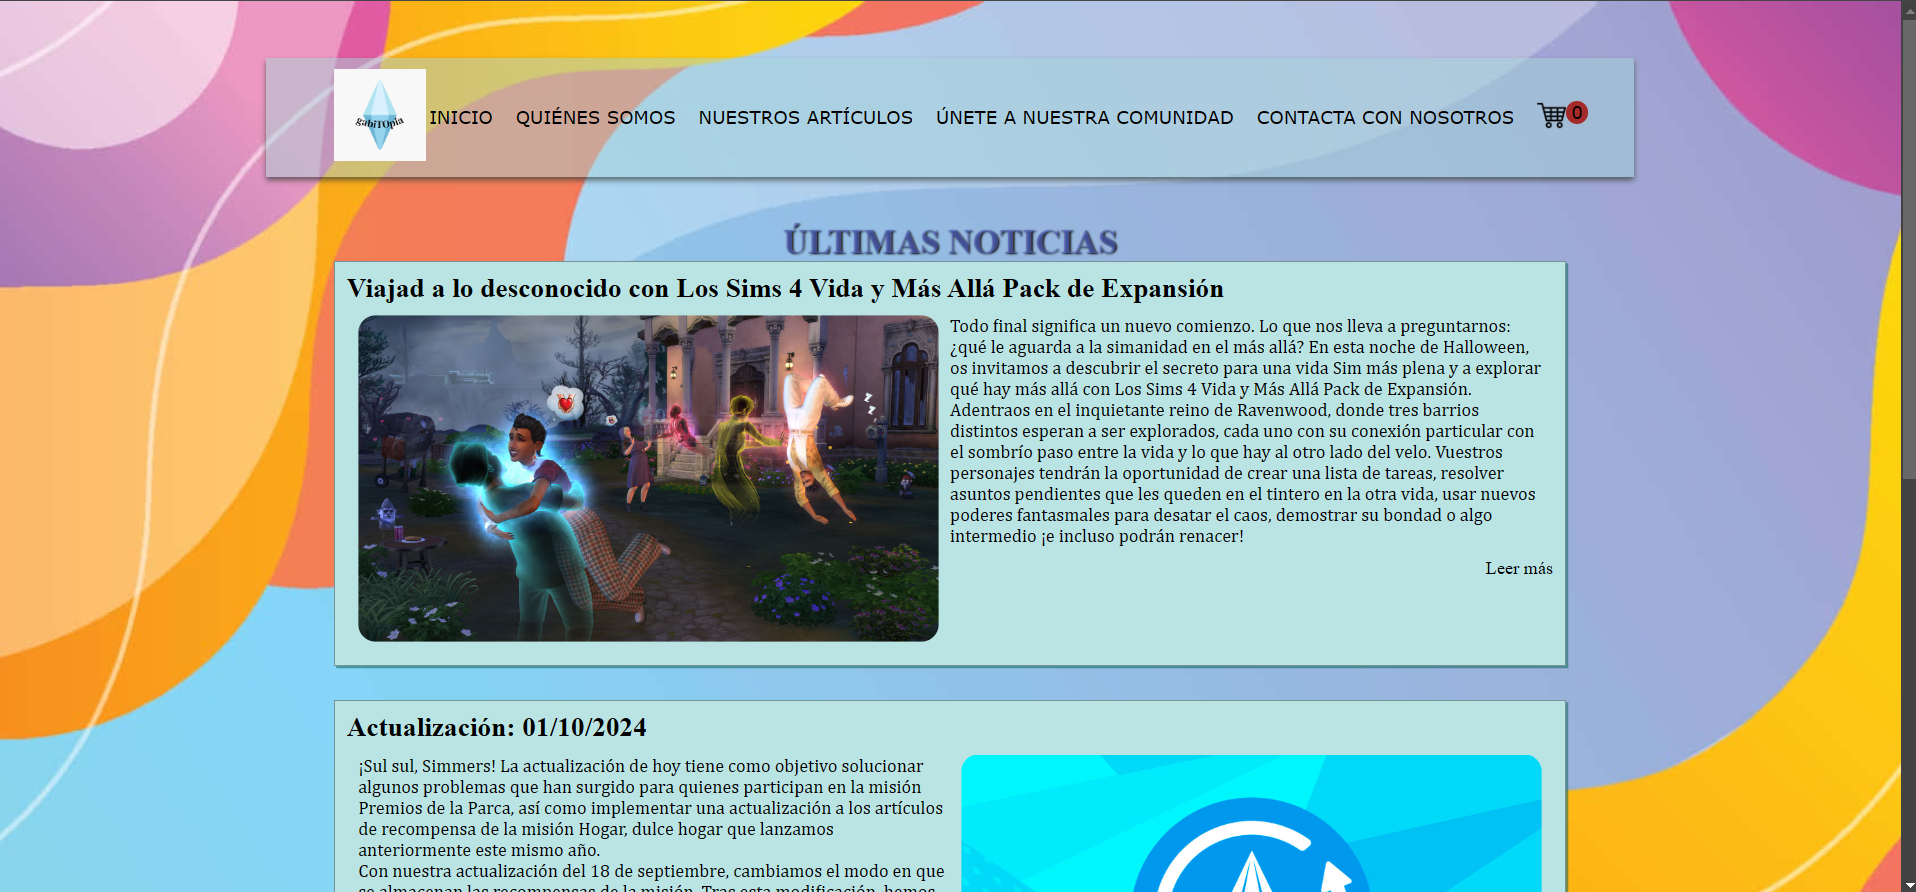 gabiTOpia
INICIO
QUIÉNES SOMOS
NUESTROS ARTÍCULOS
ÚNETE A NUESTRA COMUNIDAD
CONTACTA CON NOSOTROS
0
ÚLTIMAS NOTICIAS
Viajad a lo desconocido con Los Sims 4 Vida y Más Allá Pack de Expansión
Todo final significa un nuevo comienzo. Lo que nos lleva a preguntarnos:
¿qué le aguarda a la simanidad en el más allá? En esta noche de Halloween,
os invitamos a descubrir el secreto para una vida Sim más plena y a explorar
qué hay más allá con Los Sims 4 Vida y Más Allá Pack de Expansión.
Adentraos en el inquietante reino de Ravenwood, donde tres barrios
distintos esperan a ser explorados, cada uno con su conexión particular con
el sombrío paso entre la vida y lo que hay al otro lado del velo. Vuestros
personajes tendrán la oportunidad de crear una lista de tareas, resolver
asuntos pendientes que les queden en el tintero en la otra vida, usar nuevos
poderes fantasmales para desatar el caos, demostrar su bondad o algo
intermedio ¡e incluso podrán renacer!
Leer más
Actualización: 01/10/2024
¡Sul sul, Simmers! La actualización de hoy tiene como objetivo solucionar
algunos problemas que han surgido para quienes participan en la misión
Premios de la Parca, así como implementar una actualización a los artículos
de recompensa de la misión Hogar, dulce hogar que lanzamos
anteriormente este mismo año.
Con nuestra actualización del 18 de septiembre, cambiamos el modo en que
se almacenan las recompensas de la misión. Tras esta modificación, hemos